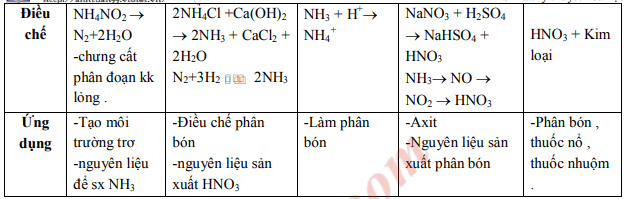 Điều chế
NH4NO2 →
N2+2H2O
-chưng cất
phân đoạn kk
lỏng .
2NH4Cl +Ca(OH)2
→ 2NH3 + CaCl2 +
2H2O
N2+3H2 2NH3
NH3 + H+→
NH4+
NaNO3 + H2SO4
→ NaHSO4 +
HNO3
NH3→ NO →
NO2 → HNO3
HNO3 + Kim
loại
Ứng dụng
-Tạo môi
trường trơ
-nguyên liệu
để sx NH3
-Điều chế phân
bón
-nguyên liệu sản
xuất HNO3
-Làm phân
bón
-Axit
-Nguyên liệu sản
xuất phân bón
-Phân bón ,
thuốc nổ ,
thuốc nhuộm
.